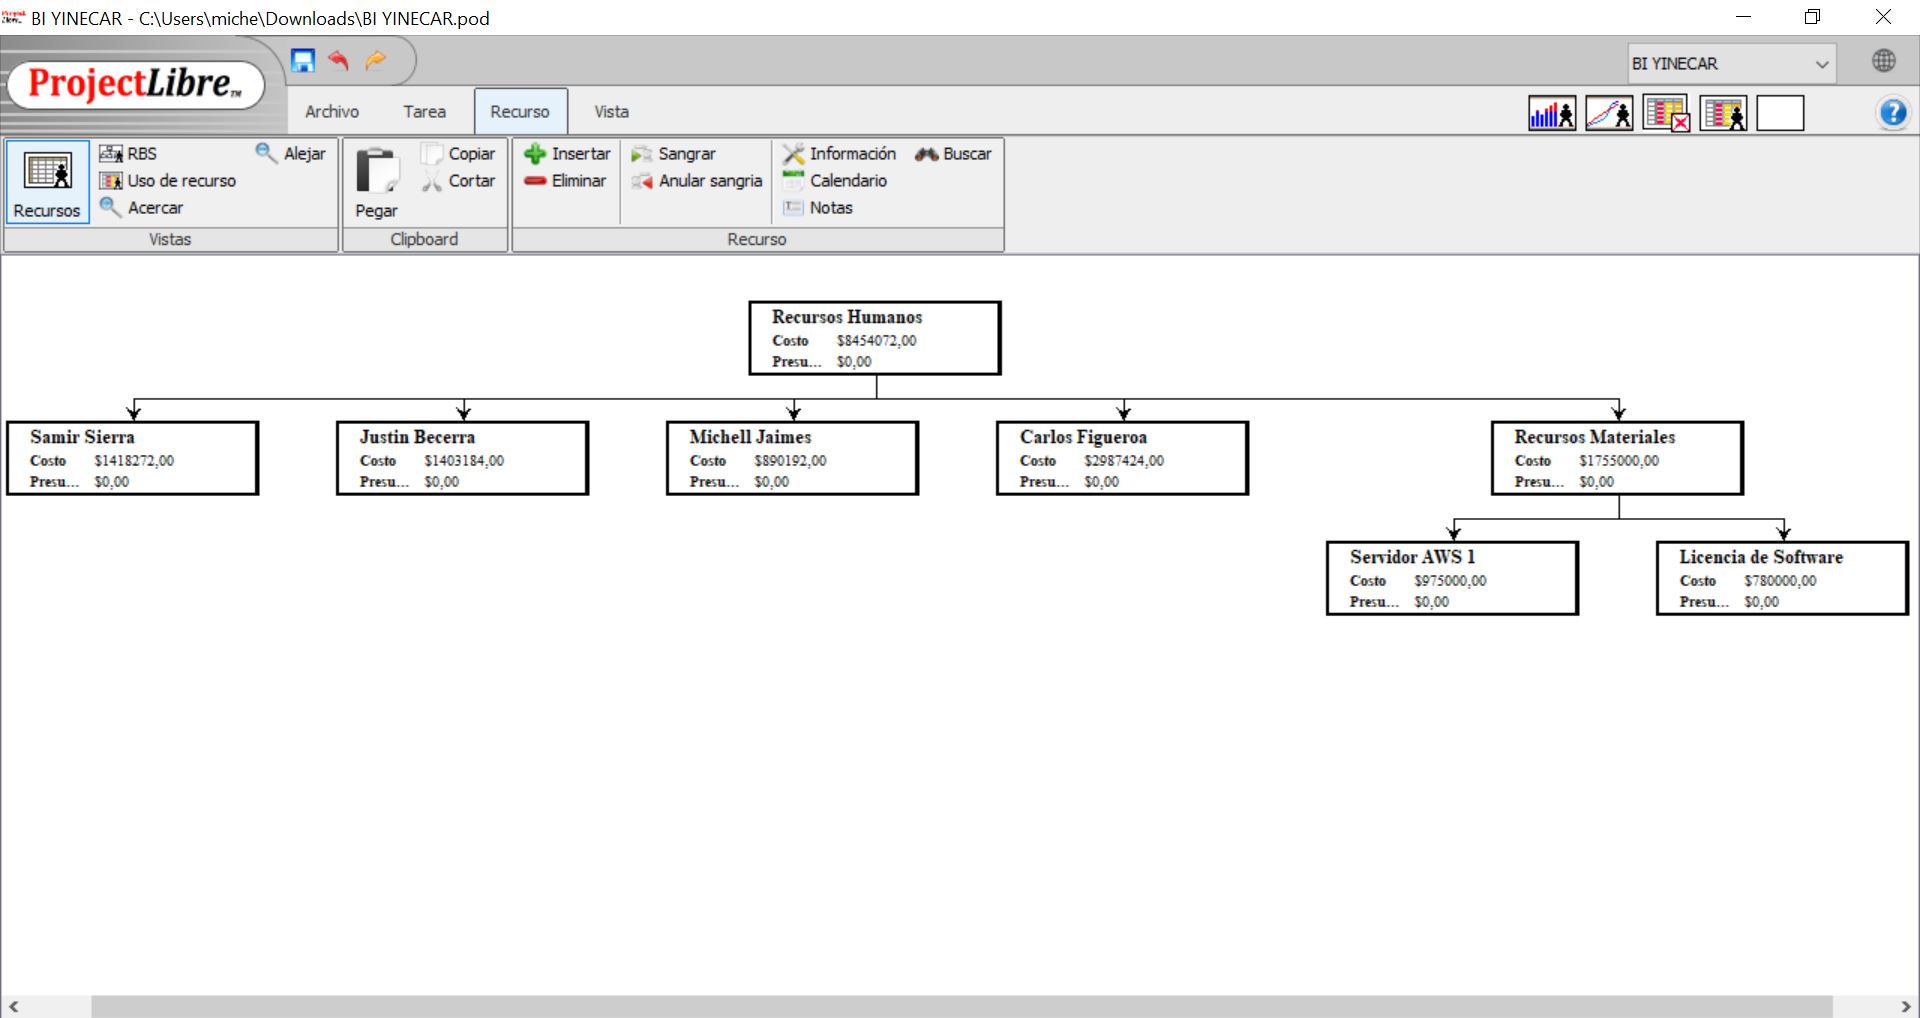 BI YINECAR - C:\Users\miche\Downloads\BI YINECAR.pod
ProjectLibre™
BI YINECAR
Archivo Tarea Recurso Vista
Recursos
RBS
Uso de recurso
Acercar
Alejar
Vistas
Pegar
Copiar
Cortar
Clipboard
Insertar
Eliminar
Sangrar
Anular sangria
Información
Calendario
Notas
Buscar
Recurso
Recursos Humanos
Costo $8454072,00
Presu... $0,00
Samir Sierra
Costo $1418272,00
Presu... $0,00
Justin Becerra
Costo $1403184,00
Presu... $0,00
Michell Jaimes
Costo $890192,00
Presu... $0,00
Carlos Figueroa
Costo $2987424,00
Presu... $0,00
Recursos Materiales
Costo $1755000,00
Presu... $0,00
Servidor AWS 1
Costo $975000,00
Presu... $0,00
Licencia de Software
Costo $780000,00
Presu... $0,00